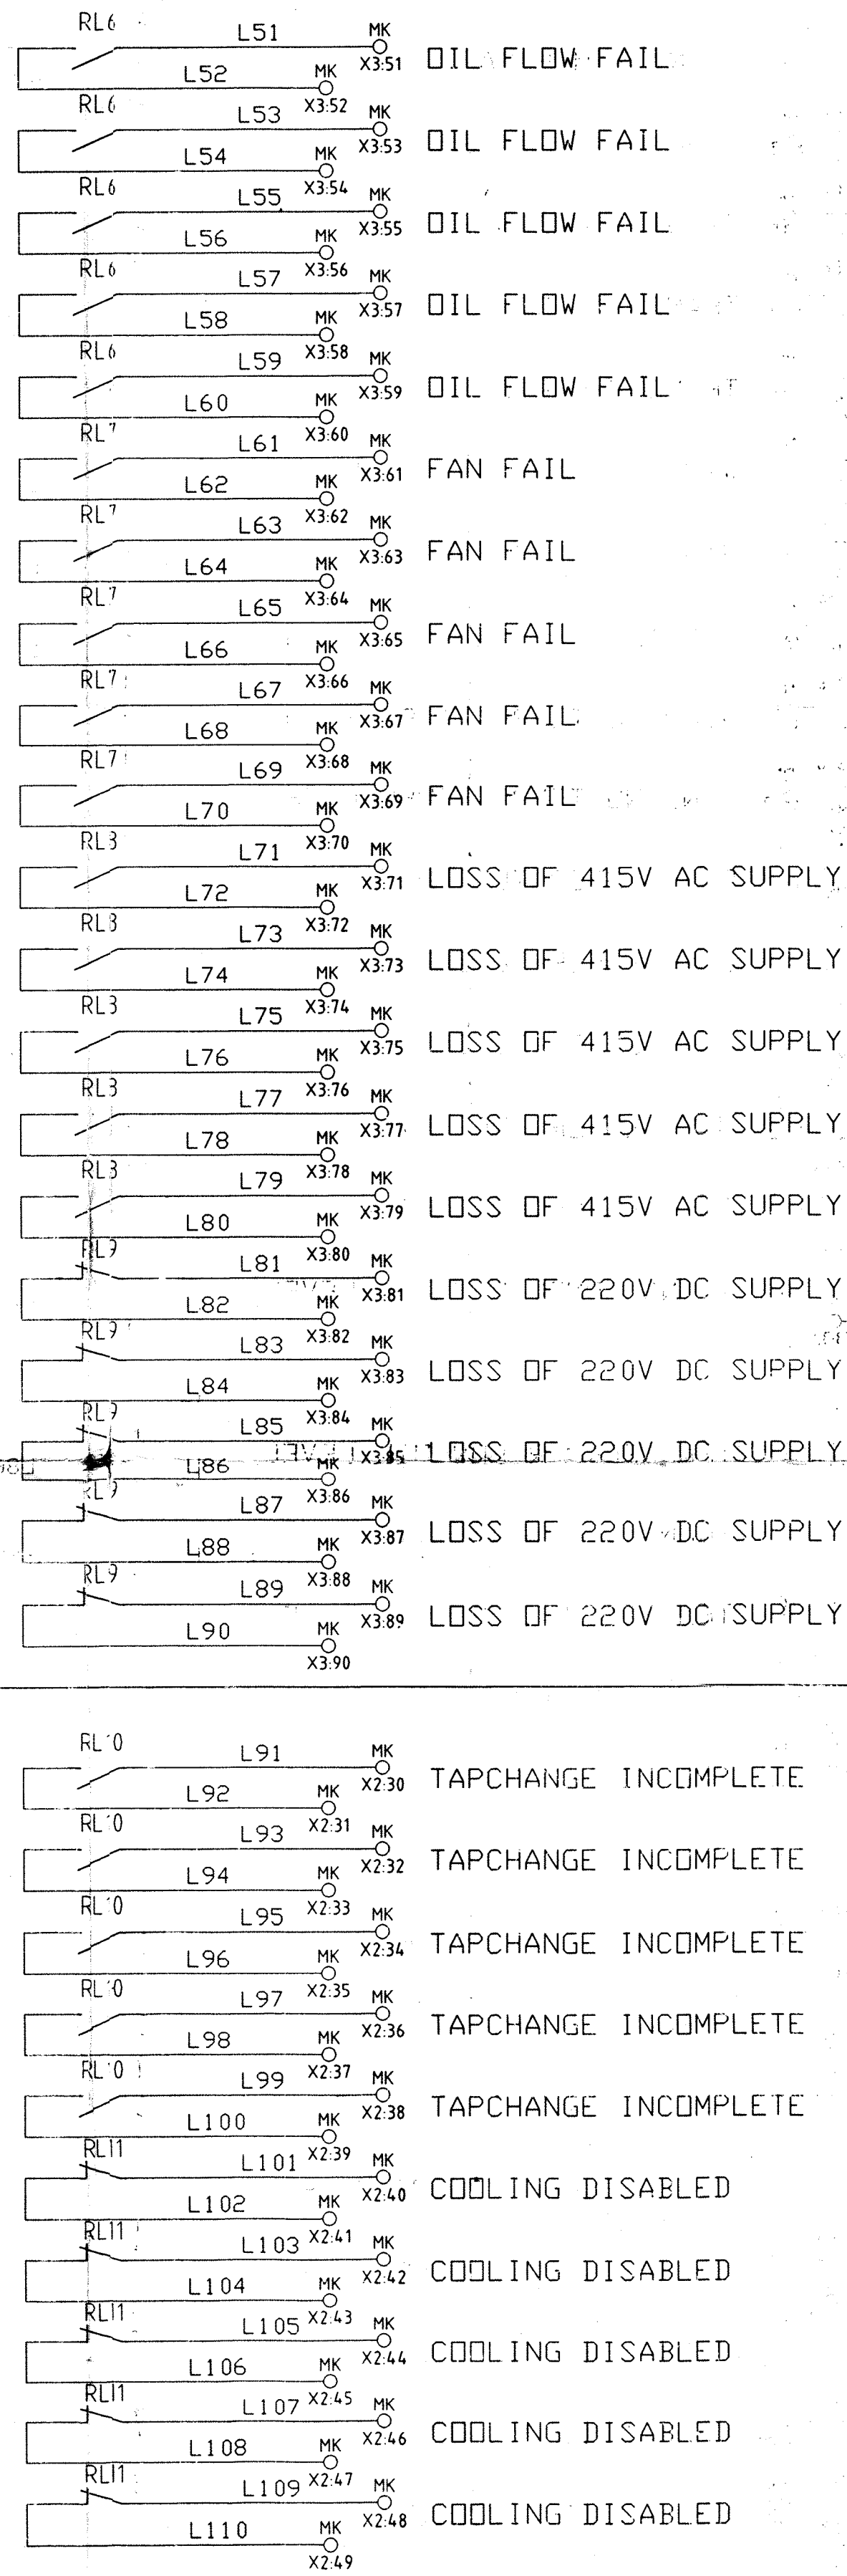 RL6 L51 MK
X3:51 OIL FLOW FAIL
L52 MK
X3:52
RL6 L53 MK
X3:53 OIL FLOW FAIL
L54 MK
X3:54
RL6 L55 MK
X3:55 OIL FLOW FAIL
L56 MK
X3:56
RL6 L57 MK
X3:57 OIL FLOW FAIL
L58 MK
X3:58
RL6 L59 MK
X3:59 OIL FLOW FAIL
L60 MK
X3:60
RL7 L61 MK
X3:61 FAN FAIL
L62 MK
X3:62
RL7 L63 MK
X3:63 FAN FAIL
L64 MK
X3:64
RL7 L65 MK
X3:65 FAN FAIL
L66 MK
X3:66
RL7 L67 MK
X3:67 FAN FAIL
L68 MK
X3:68
RL7 L69 MK
X3:69 FAN FAIL
L70 MK
X3:70
RL3 L71 MK
X3:71 LOSS OF 415V AC SUPPLY
L72 MK
X3:72
RL3 L73 MK
X3:73 LOSS OF 415V AC SUPPLY
L74 MK
X3:74
RL3 L75 MK
X3:75 LOSS OF 415V AC SUPPLY
L76 MK
X3:76
RL3 L77 MK
X3:77 LOSS OF 415V AC SUPPLY
L78 MK
X3:78
RL3 L79 MK
X3:79 LOSS OF 415V AC SUPPLY
L80 MK
X3:80
RL9 L81 MK
X3:81 LOSS OF 220V DC SUPPLY
L82 MK
X3:82
RL9 L83 MK
X3:83 LOSS OF 220V DC SUPPLY
L84 MK
X3:84
RL9 L85 MK
X3:85 LOSS OF 220V DC SUPPLY
L86 MK
X3:86
RL9 L87 MK
X3:87 LOSS OF 220V DC SUPPLY
L88 MK
X3:88
RL9 L89 MK
X3:89 LOSS OF 220V DC SUPPLY
L90 MK
X3:90
RL10 L91 MK
X2:30 TAPCHANGE INCOMPLETE
L92 MK
X2:31
RL10 L93 MK
X2:32 TAPCHANGE INCOMPLETE
L94 MK
X2:33
RL10 L95 MK
X2:34 TAPCHANGE INCOMPLETE
L96 MK
X2:35
RL10 L97 MK
X2:36 TAPCHANGE INCOMPLETE
L98 MK
X2:37
RL10 L99 MK
X2:38 TAPCHANGE INCOMPLETE
L100 MK
X2:39
RL11 L101 MK
X2:40 COOLING DISABLED
L102 MK
X2:41
RL11 L103 MK
X2:42 COOLING DISABLED
L104 MK
X2:43
RL11 L105 MK
X2:44 COOLING DISABLED
L106 MK
X2:45
RL11 L107 MK
X2:46 COOLING DISABLED
L108 MK
X2:47
RL11 L109 MK
X2:48 COOLING DISABLED
L110 MK
X2:49